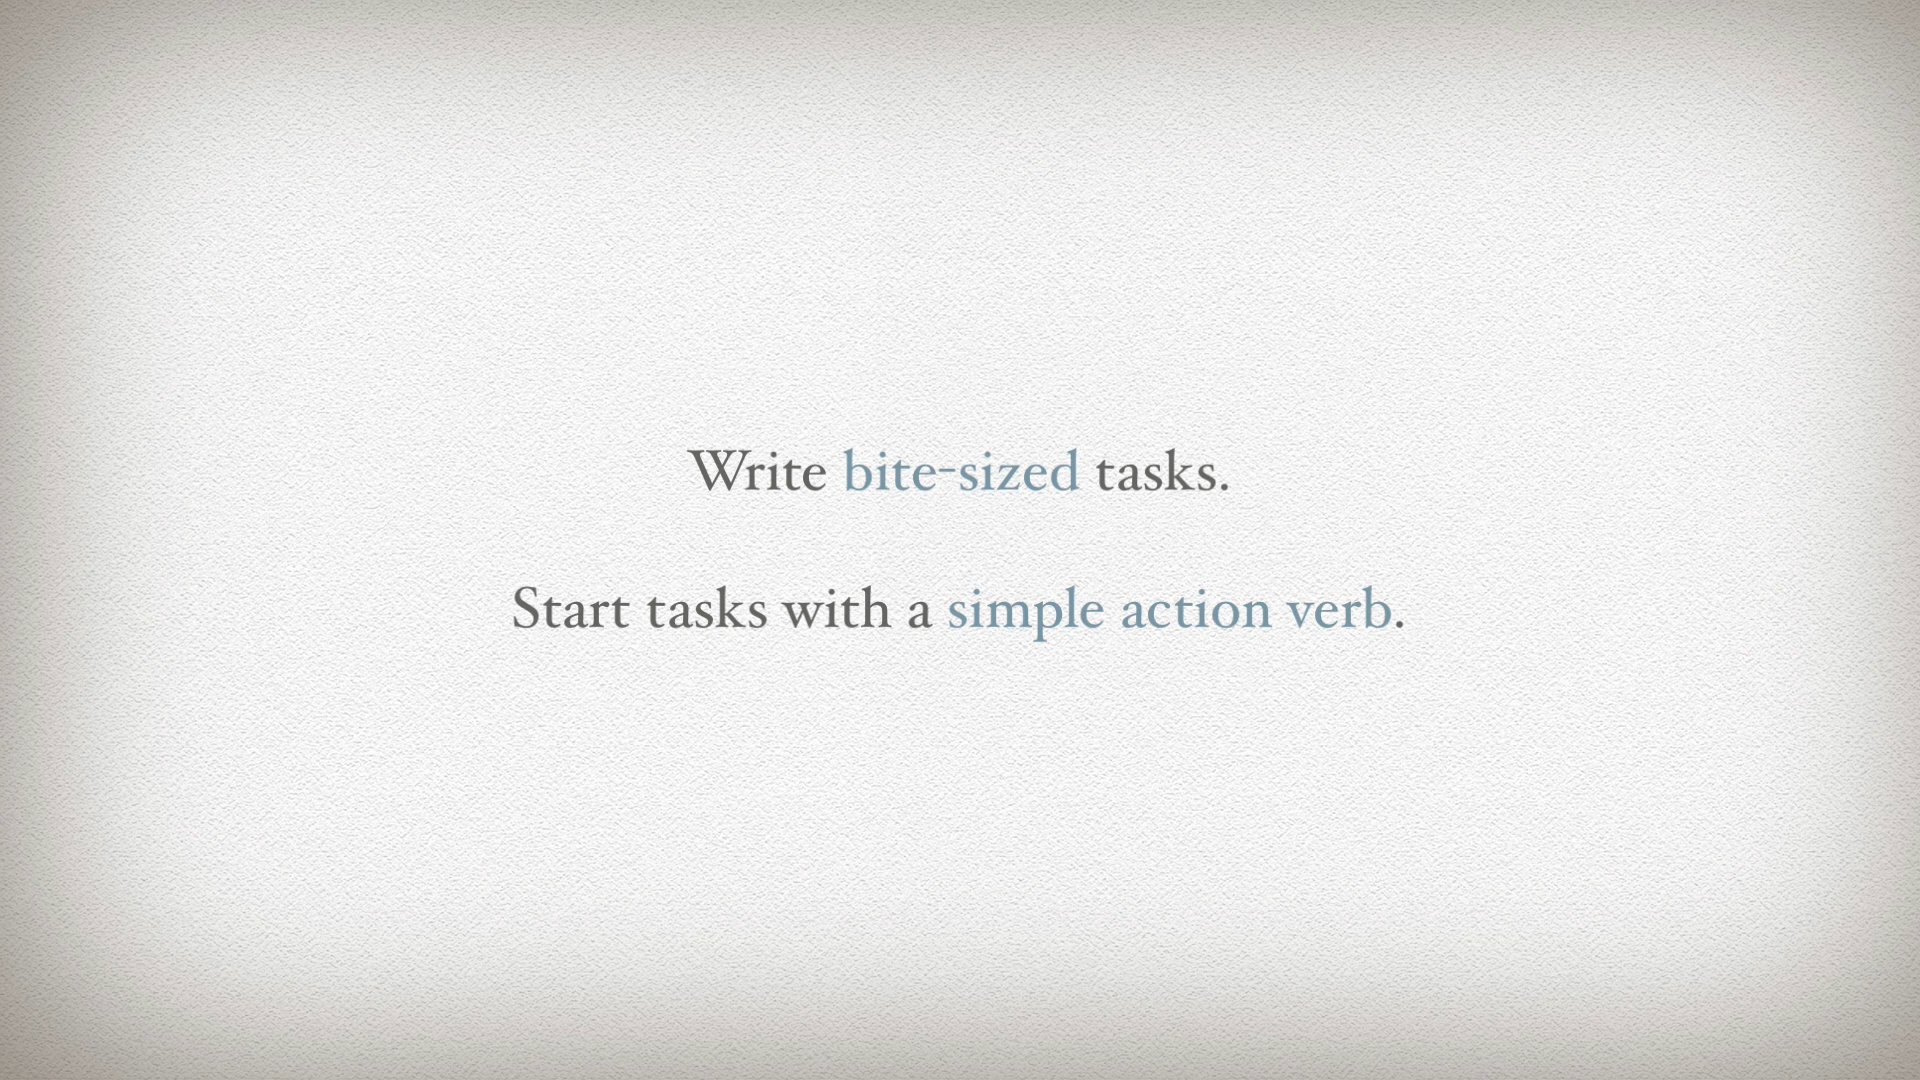 Write bite-sized tasks.
Start tasks with a simple action verb.